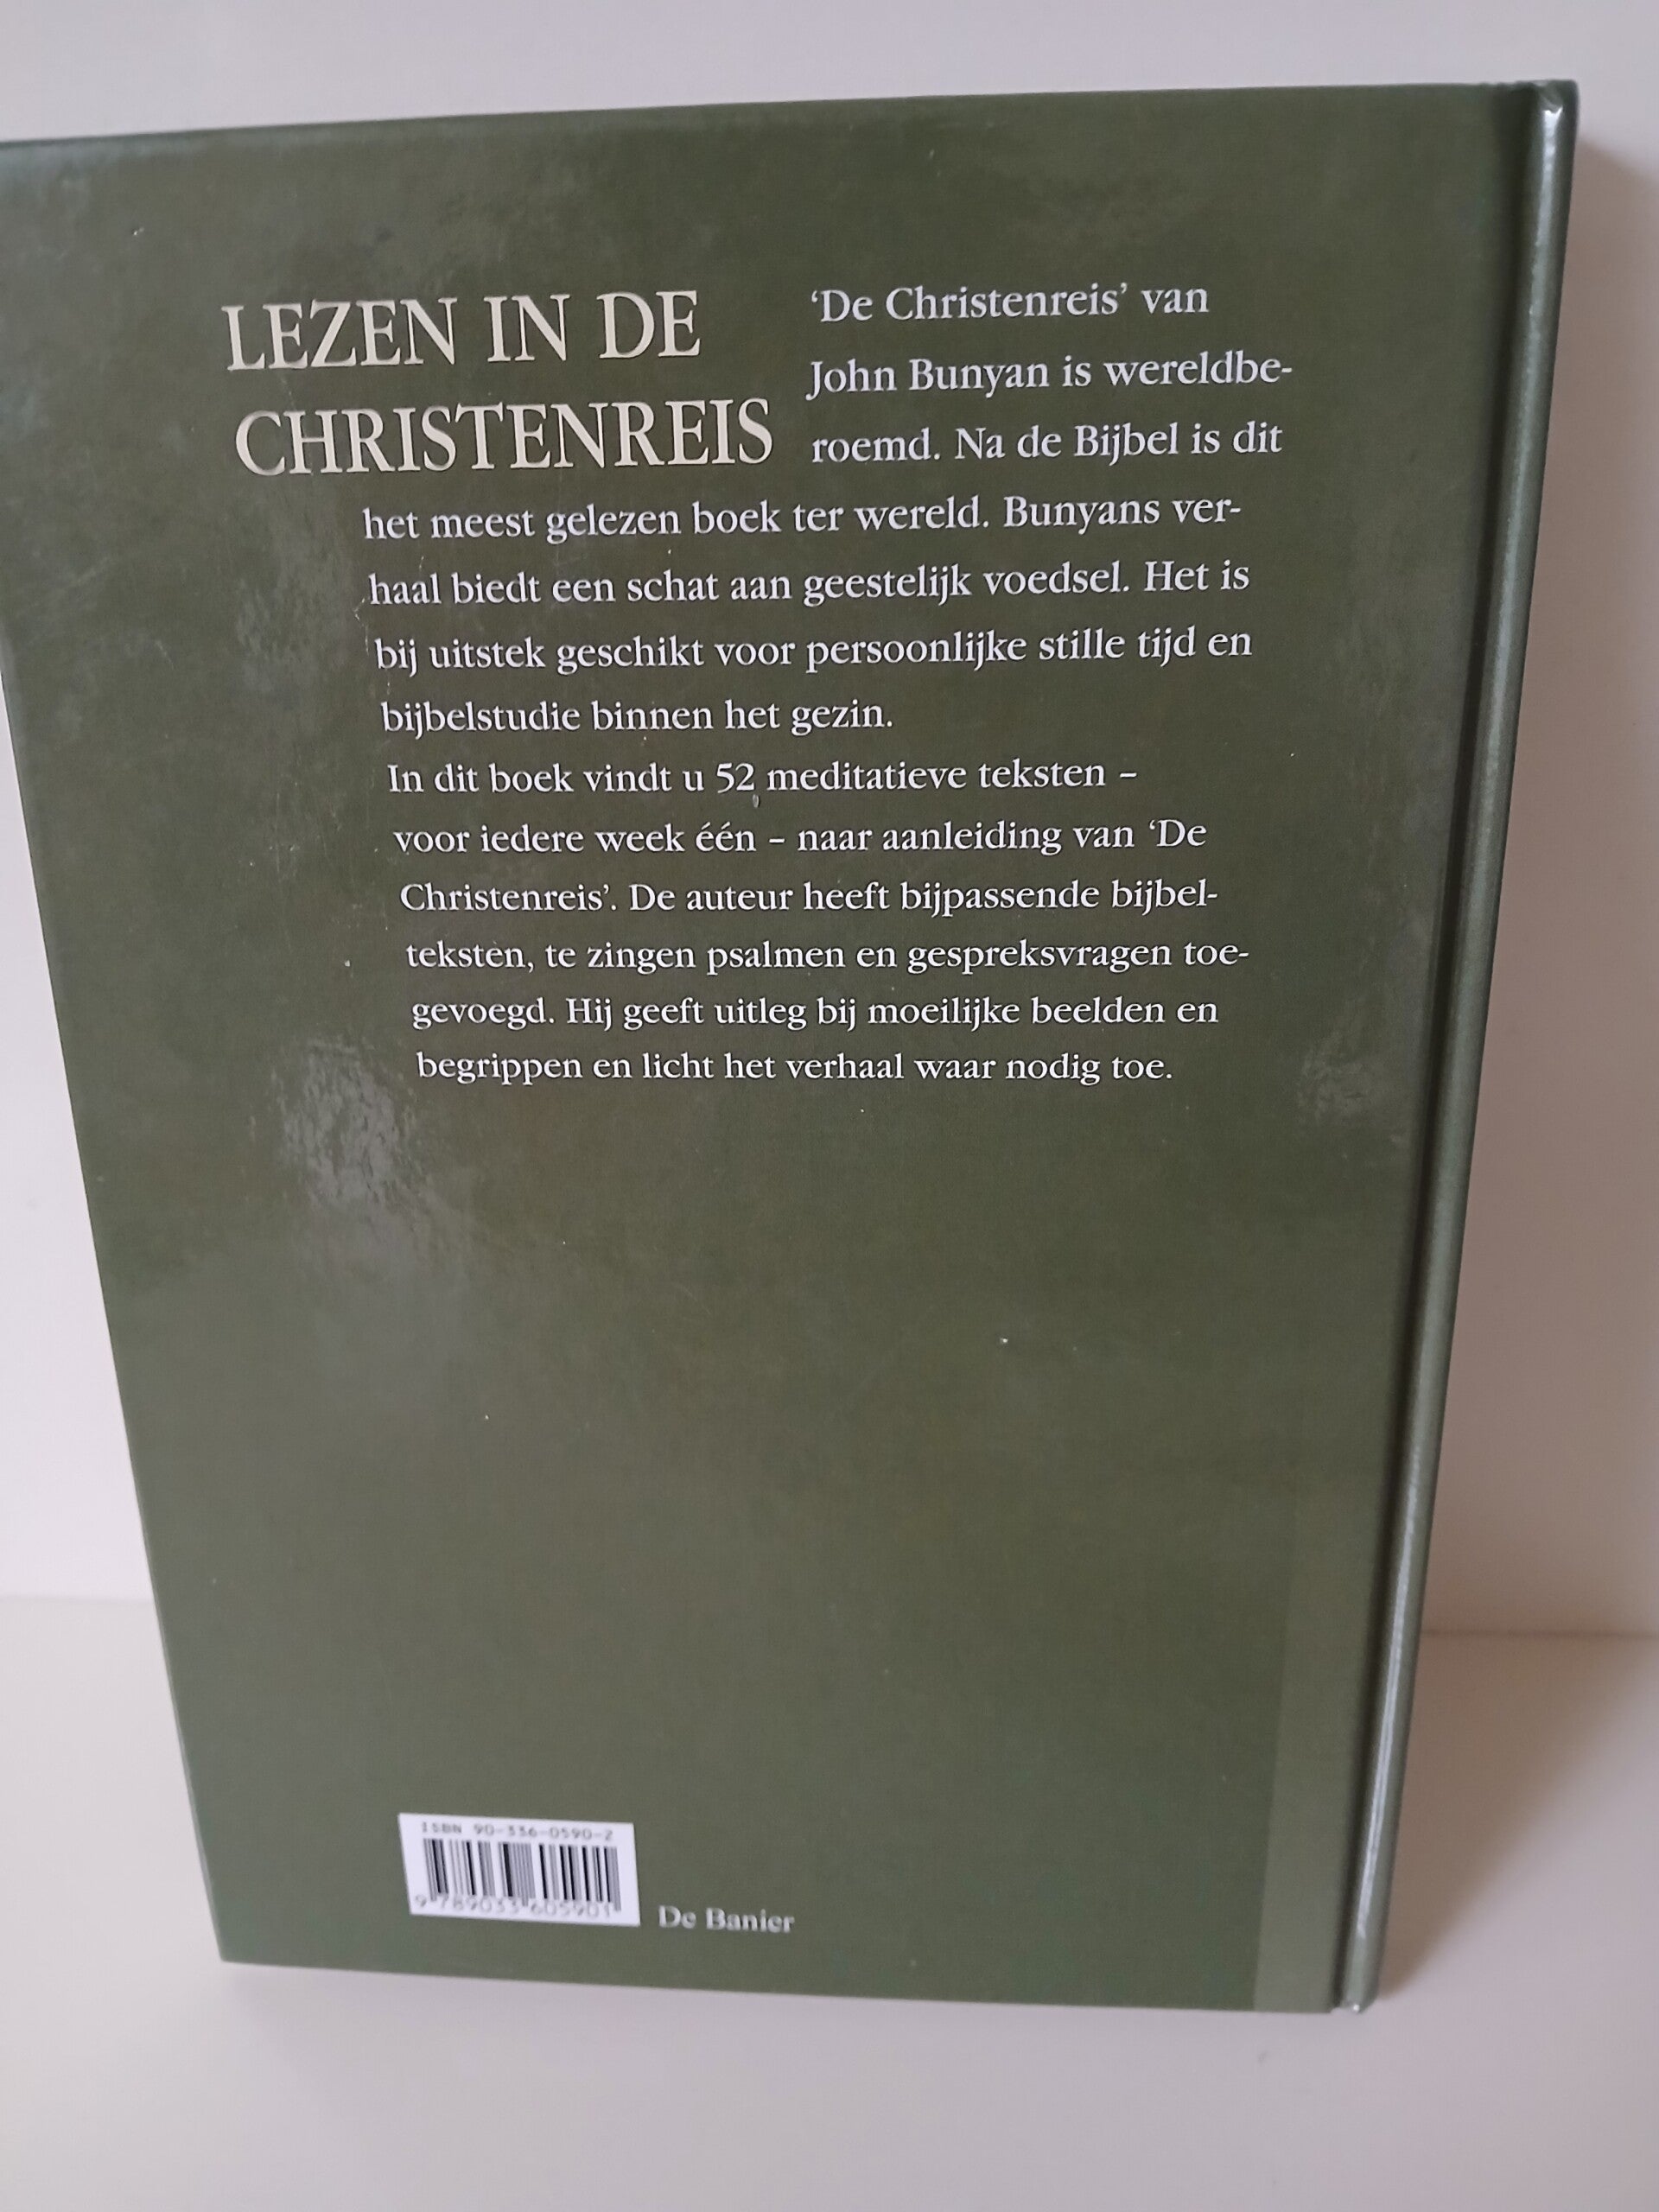 LEZEN IN DE
CHRISTENREIS
‘De Christenreis’ van
John Bunyan is wereldbe-
roemd. Na de Bijbel is dit
het meest gelezen boek ter wereld. Bunyans ver-
haal biedt een schat aan geestelijk voedsel. Het is
bij uitstek geschikt voor persoonlijke stille tijd en
bijbelstudie binnen het gezin.
In dit boek vindt u 52 meditatieve teksten –
voor iedere week één – naar aanleiding van ‘De
Christenreis’. De auteur heeft bijpassende bijbel-
teksten, te zingen psalmen en gespreksvragen toe-
gevoegd. Hij geeft uitleg bij moeilijke beelden en
begrippen en licht het verhaal waar nodig toe.
ISBN 90-336-0590-2
9 789033 605901
De Banier